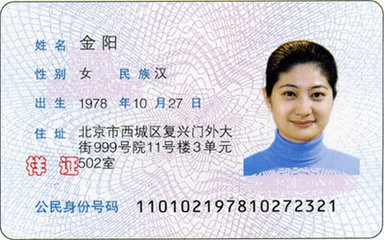 姓名 金阳
性别 女 民族 汉
出生 1978 年 10 月 27 日
住址 北京市西城区复兴门外大
街999号院11号楼3单元
502室
样 证
公民身份号码 110102197810272321